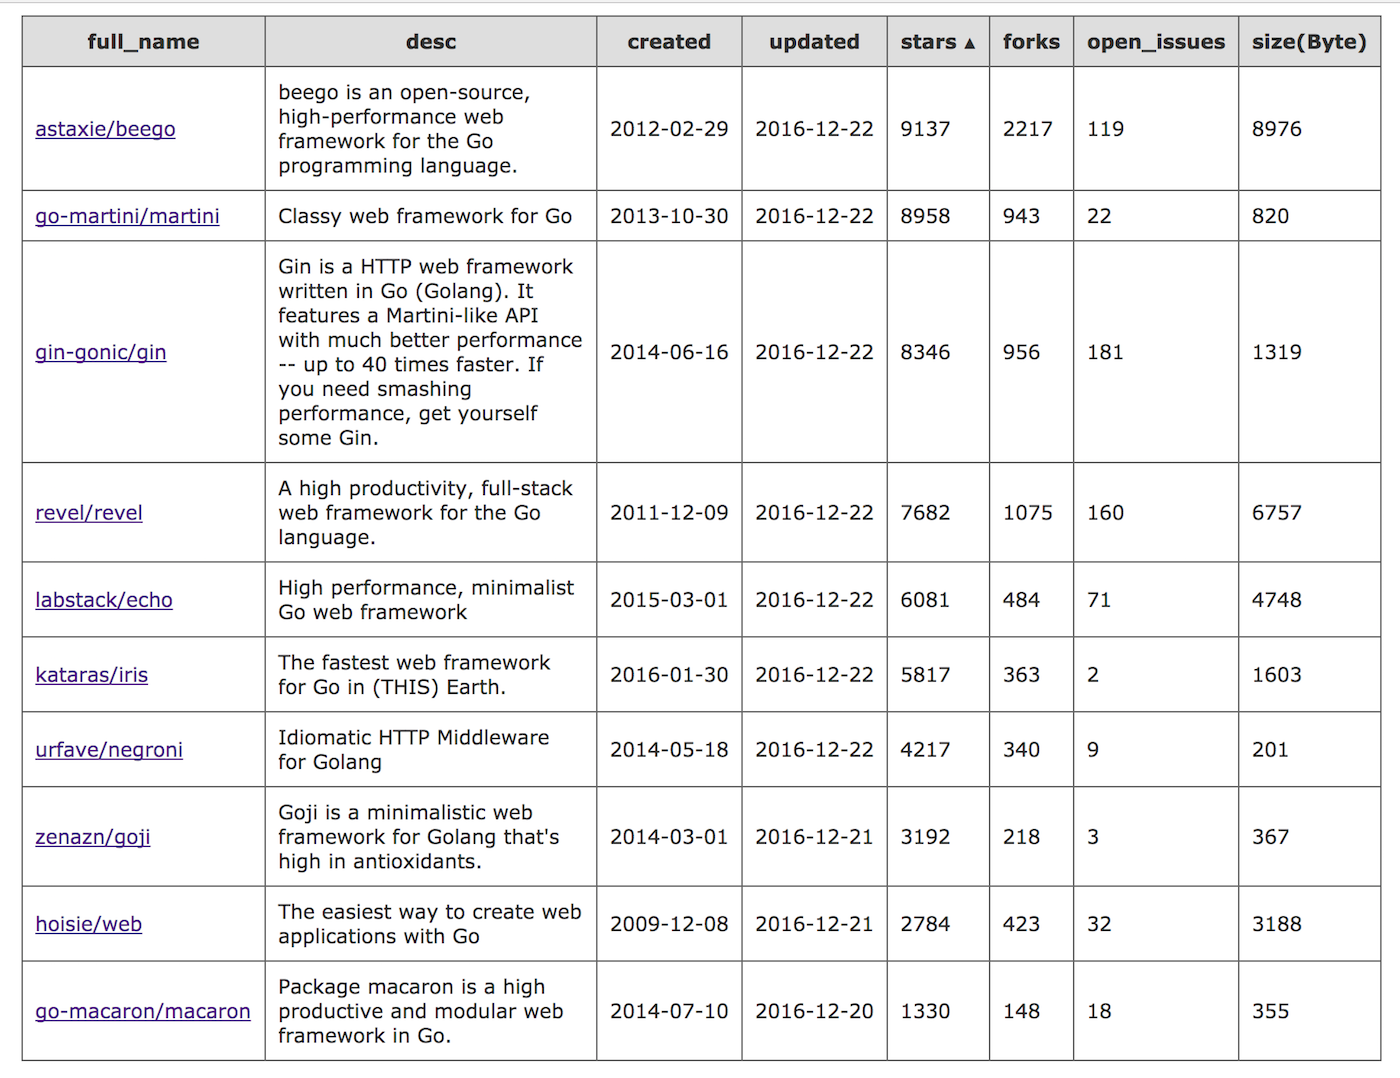 full_name desc created updated stars ▲ forks open_issues size(Byte)
astaxie/beego
beego is an open-source,
high-performance web
framework for the Go
programming language.
2012-02-29 2016-12-22 9137 2217 119 8976
go-martini/martini Classy web framework for Go 2013-10-30 2016-12-22 8958 943 22 820
gin-gonic/gin
Gin is a HTTP web framework
written in Go (Golang). It
features a Martini-like API
with much better performance
-- up to 40 times faster. If
you need smashing
performance, get yourself
some Gin.
2014-06-16 2016-12-22 8346 956 181 1319
revel/revel
A high productivity, full-stack
web framework for the Go
language.
2011-12-09 2016-12-22 7682 1075 160 6757
labstack/echo
High performance, minimalist
Go web framework
2015-03-01 2016-12-22 6081 484 71 4748
kataras/iris
The fastest web framework
for Go in (THIS) Earth.
2016-01-30 2016-12-22 5817 363 2 1603
urfave/negroni
Idiomatic HTTP Middleware
for Golang
2014-05-18 2016-12-22 4217 340 9 201
zenazn/goji
Goji is a minimalistic web
framework for Golang that's
high in antioxidants.
2014-03-01 2016-12-21 3192 218 3 367
hoisie/web
The easiest way to create web
applications with Go
2009-12-08 2016-12-21 2784 423 32 3188
go-macaron/macaron
Package macaron is a high
productive and modular web
framework in Go.
2014-07-10 2016-12-20 1330 148 18 355